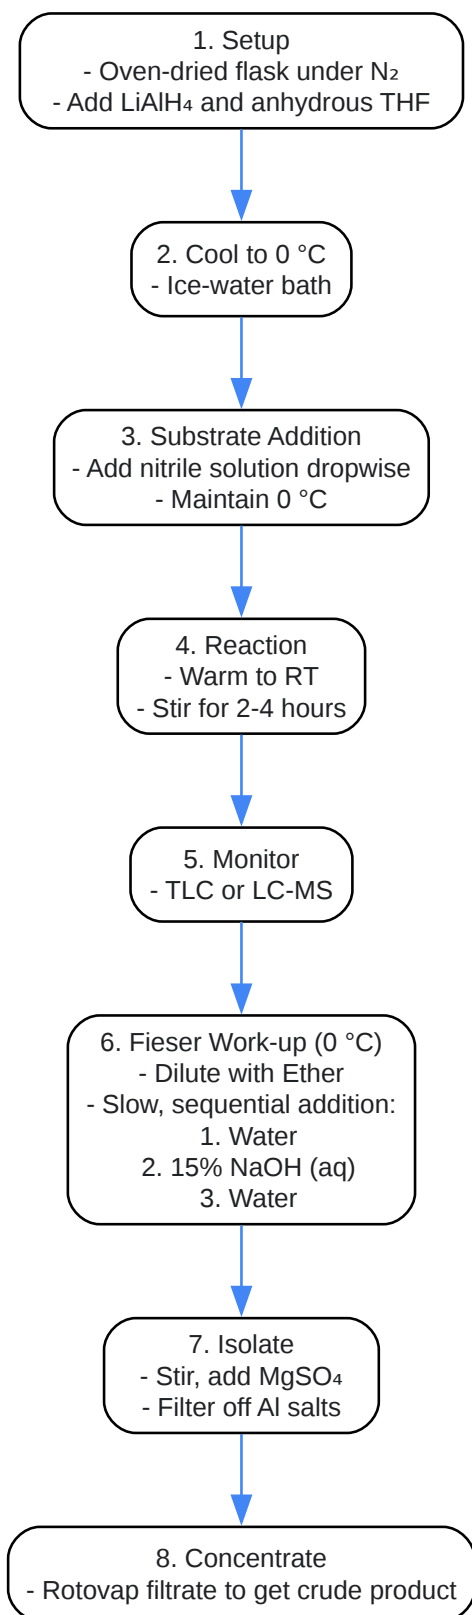 1. Setup
- Oven-dried flask under N₂
- Add LiAlH₄ and anhydrous THF
2. Cool to 0 °C
- Ice-water bath
3. Substrate Addition
- Add nitrile solution dropwise
- Maintain 0 °C
4. Reaction
- Warm to RT
- Stir for 2-4 hours
5. Monitor
- TLC or LC-MS
6. Fieser Work-up (0 °C)
- Dilute with Ether
- Slow, sequential addition:
1. Water
2. 15% NaOH (aq)
3. Water
7. Isolate
- Stir, add MgSO₄
- Filter off Al salts
8. Concentrate
- Rotovap filtrate to get crude product